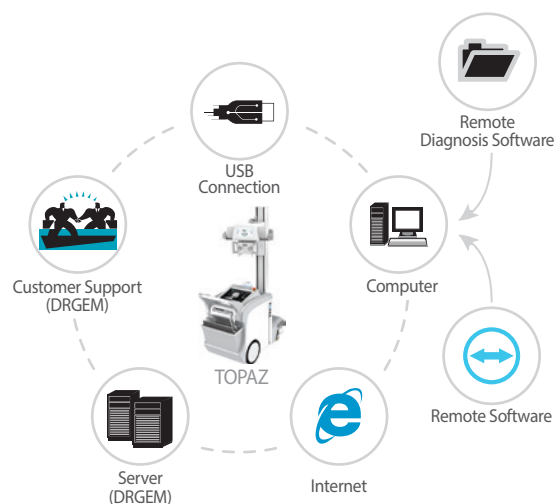 Remote
Diagnosis Software
USB
Connection
Customer Support
(DRGEM)
Computer
TOPAZ
Remote Software
Server
(DRGEM)
Internet